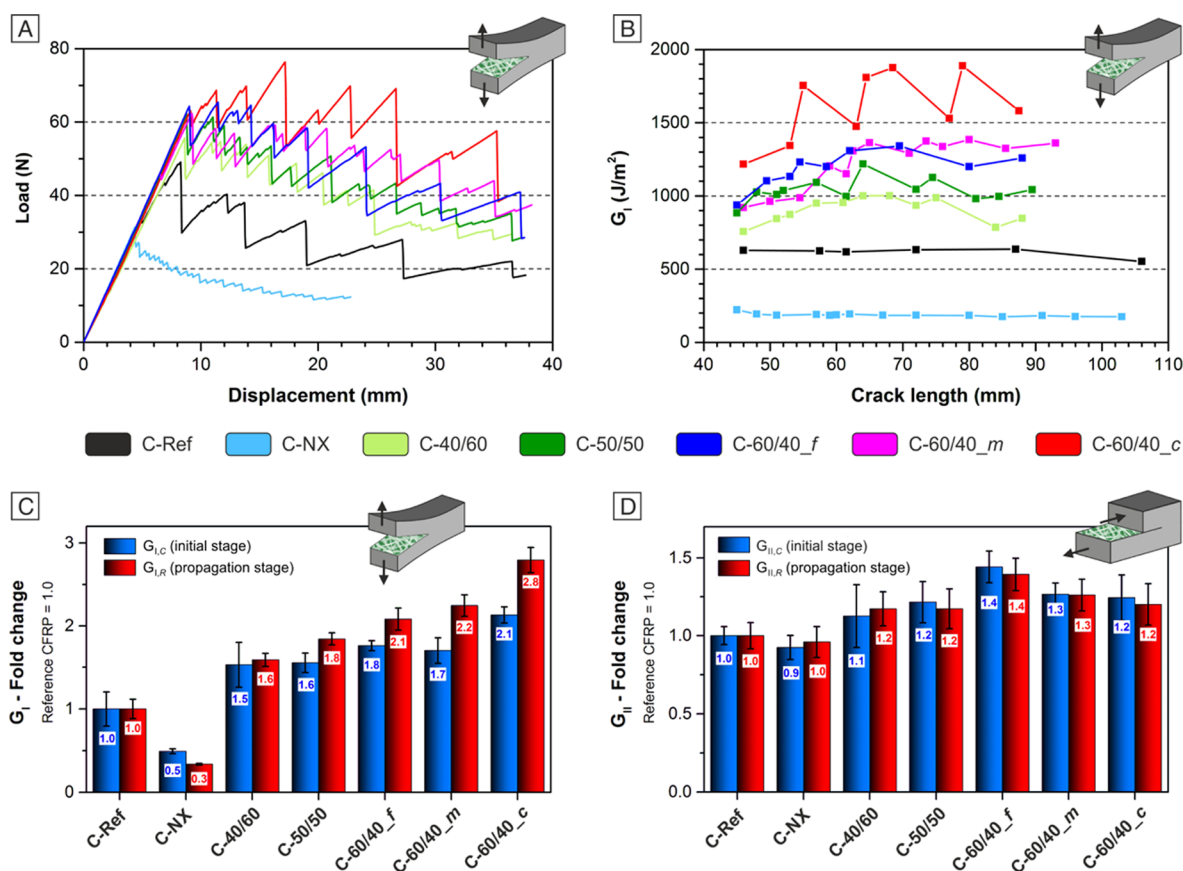 A
80
60
40
20
0
0
10
20
30
40
Load (N)
Displacement (mm)
B
2000
1500
1000
500
0
40
50
60
70
80
90
100
110
G_I (J/m²)
Crack length (mm)
C-Ref
C-NX
C-40/60
C-50/50
C-60/40_f
C-60/40_m
C-60/40_c
C
G_I - Fold change
Reference CFRP = 1.0
3
2
1
0
G_I,C (initial stage)
G_I,R (propagation stage)
1.0
1.0
0.5
0.3
1.5
1.6
1.6
1.8
1.8
2.1
1.7
2.2
2.1
2.8
C-Ref
C-NX
C-40/60
C-50/50
C-60/40_f
C-60/40_m
C-60/40_c
D
G_II - Fold change
Reference CFRP = 1.0
1.5
1.0
0.5
0.0
G_II,C (initial stage)
G_II,R (propagation stage)
1.0
1.0
0.9
1.0
1.1
1.2
1.2
1.2
1.4
1.4
1.3
1.3
1.2
1.2
C-Ref
C-NX
C-40/60
C-50/50
C-60/40_f
C-60/40_m
C-60/40_c